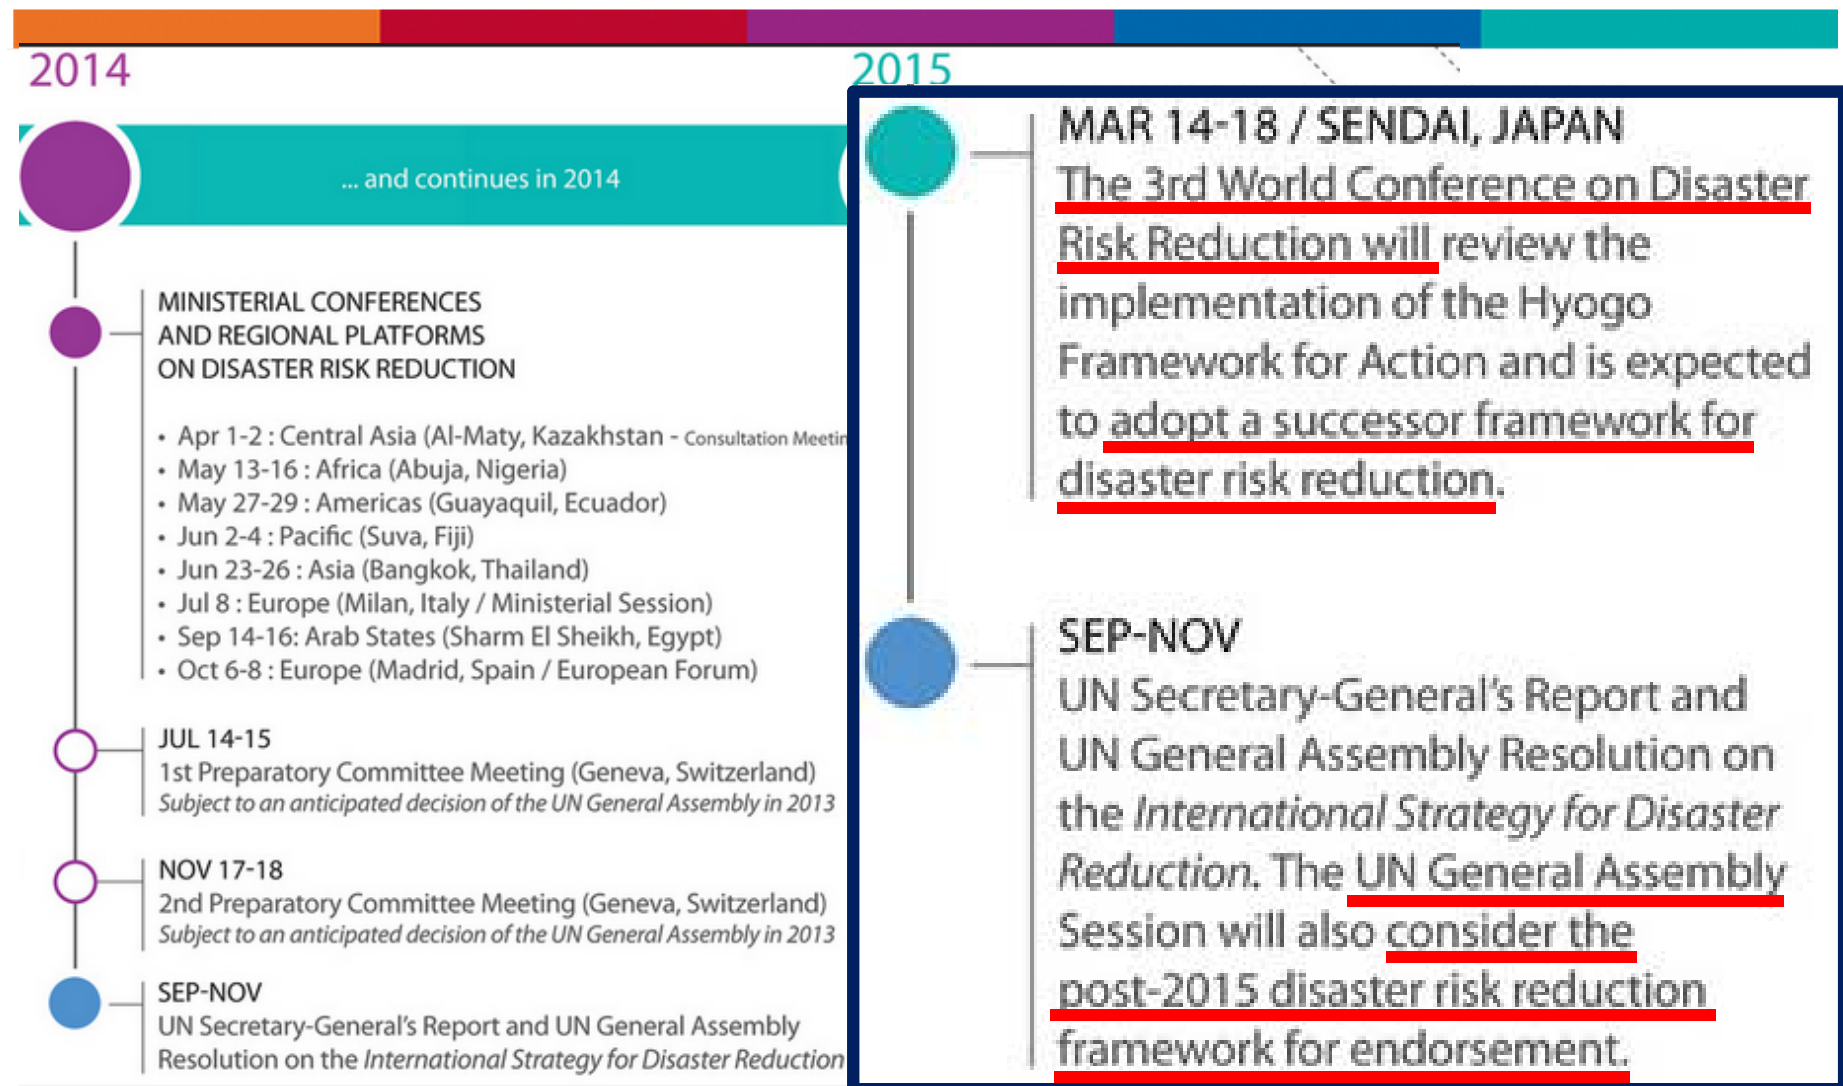 2014
... and continues in 2014
MINISTERIAL CONFERENCES
AND REGIONAL PLATFORMS
ON DISASTER RISK REDUCTION
• Apr 1-2 : Central Asia (Al-Maty, Kazakhstan - Consultation Meetin
• May 13-16 : Africa (Abuja, Nigeria)
• May 27-29 : Americas (Guayaquil, Ecuador)
• Jun 2-4 : Pacific (Suva, Fiji)
• Jun 23-26 : Asia (Bangkok, Thailand)
• Jul 8 : Europe (Milan, Italy / Ministerial Session)
• Sep 14-16: Arab States (Sharm El Sheikh, Egypt)
• Oct 6-8 : Europe (Madrid, Spain / European Forum)
JUL 14-15
1st Preparatory Committee Meeting (Geneva, Switzerland)
Subject to an anticipated decision of the UN General Assembly in 2013
NOV 17-18
2nd Preparatory Committee Meeting (Geneva, Switzerland)
Subject to an anticipated decision of the UN General Assembly in 2013
SEP-NOV
UN Secretary-General's Report and UN General Assembly
Resolution on the International Strategy for Disaster Reduction
2015
MAR 14-18 / SENDAI, JAPAN
The 3rd World Conference on Disaster
Risk Reduction will review the
implementation of the Hyogo
Framework for Action and is expected
to adopt a successor framework for
disaster risk reduction.
SEP-NOV
UN Secretary-General's Report and
UN General Assembly Resolution on
the International Strategy for Disaster
Reduction. The UN General Assembly
Session will also consider the
post-2015 disaster risk reduction
framework for endorsement.